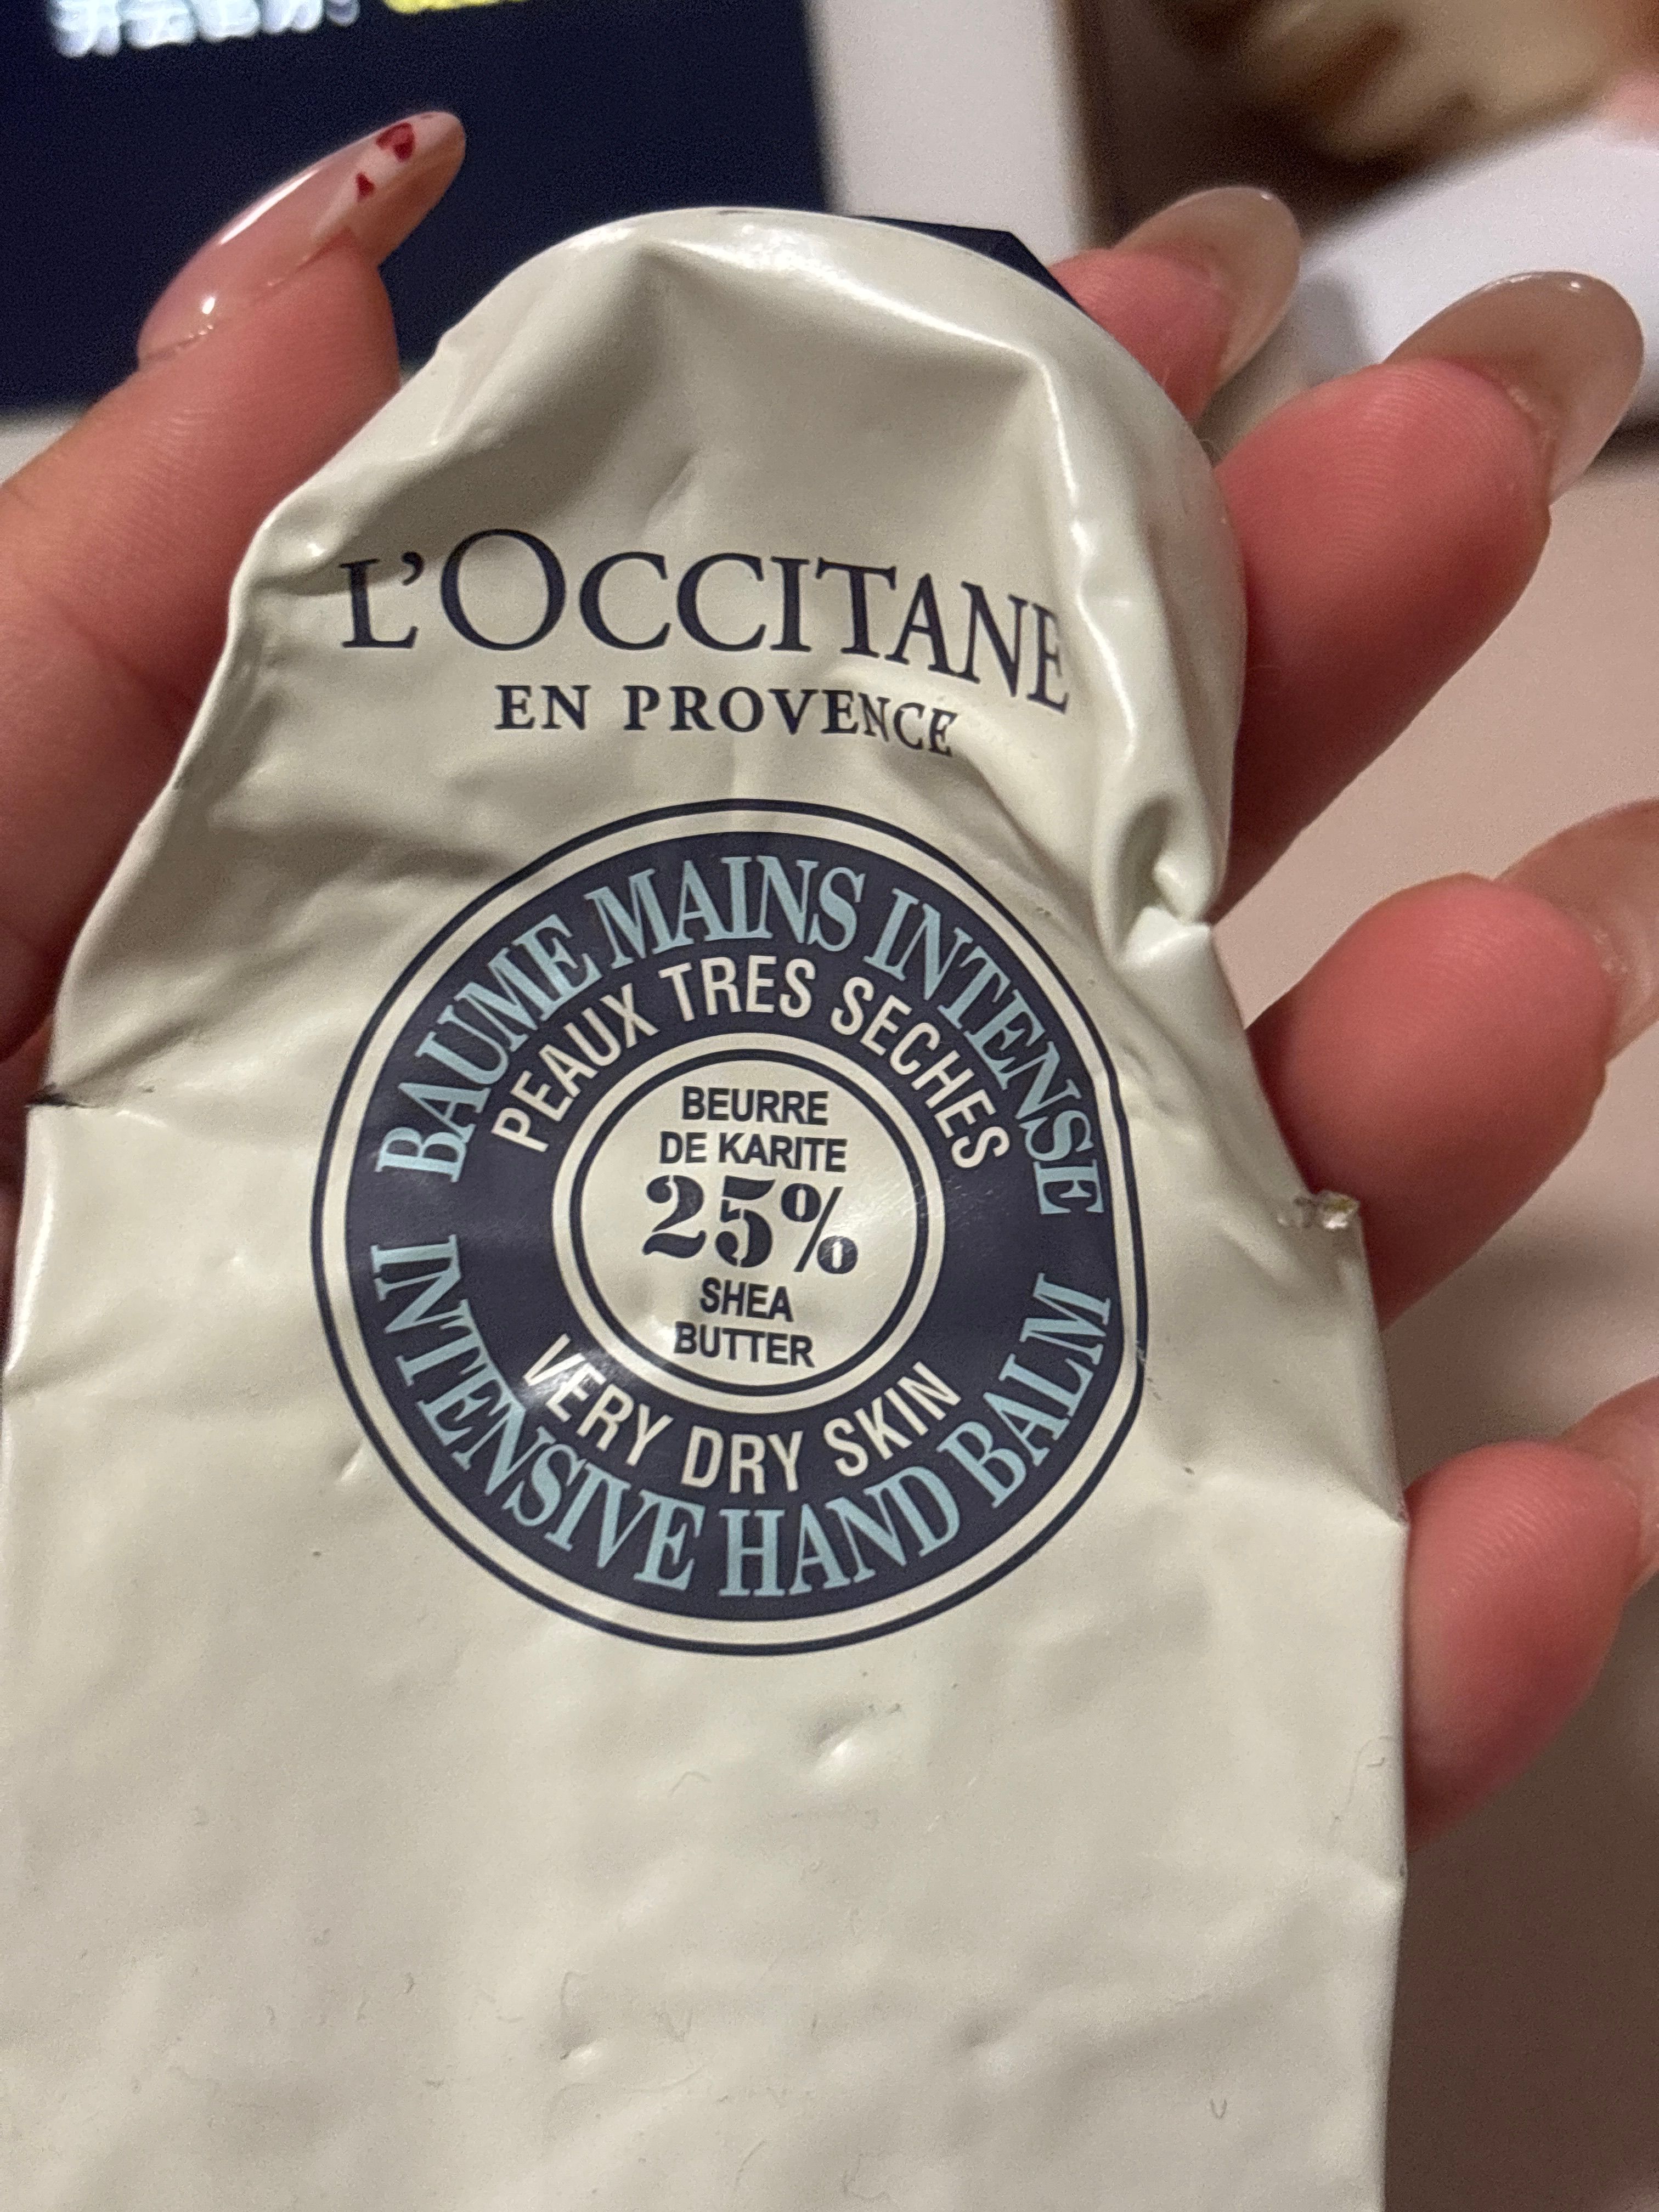 L'OCCITANE
EN PROVENCE
BAUME MAINS INTENSE
PEAUX TRES SECHES
BEURRE
DE KARITE
25%
SHEA
BUTTER
VERY DRY SKIN
INTENSIVE HAND BALM